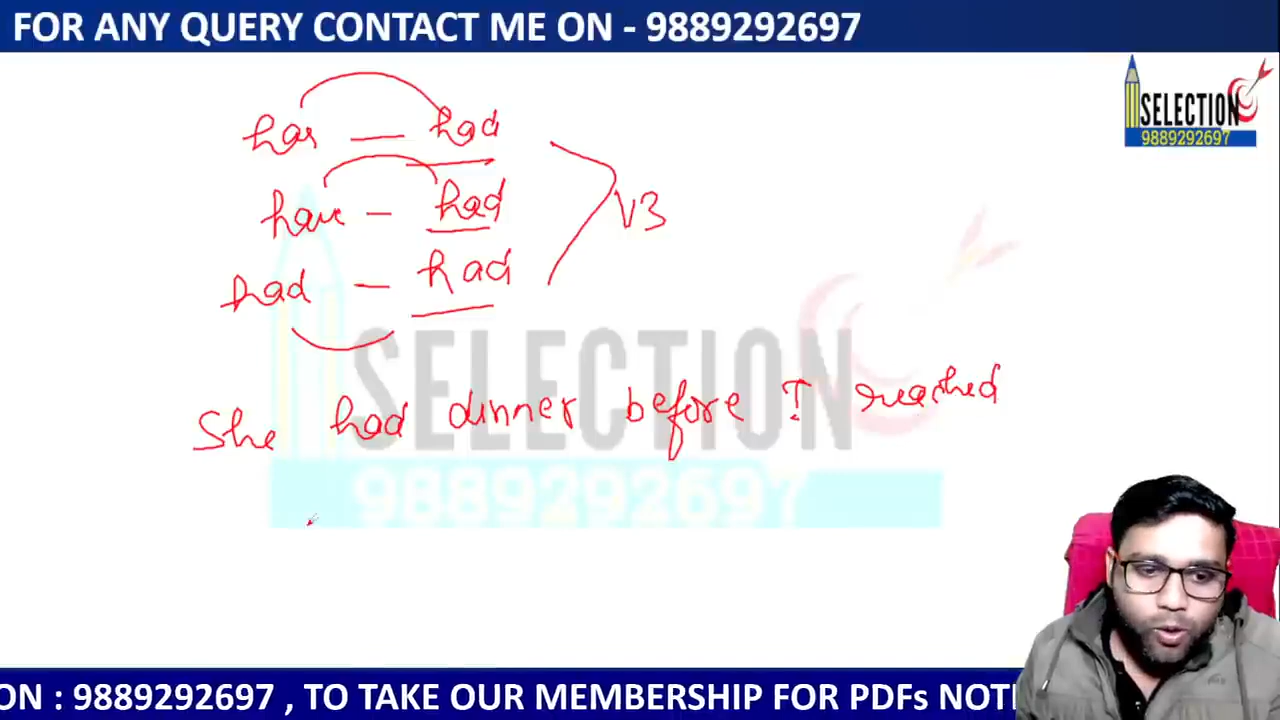 FOR ANY QUERY CONTACT ME ON - 9889292697
SELECTION
9889292697
has — had
have — had
had — had
V3
SELECTION
She had dinner before I reached
9889292697
ON : 9889292697 , TO TAKE OUR MEMBERSHIP FOR PDFs NOTI